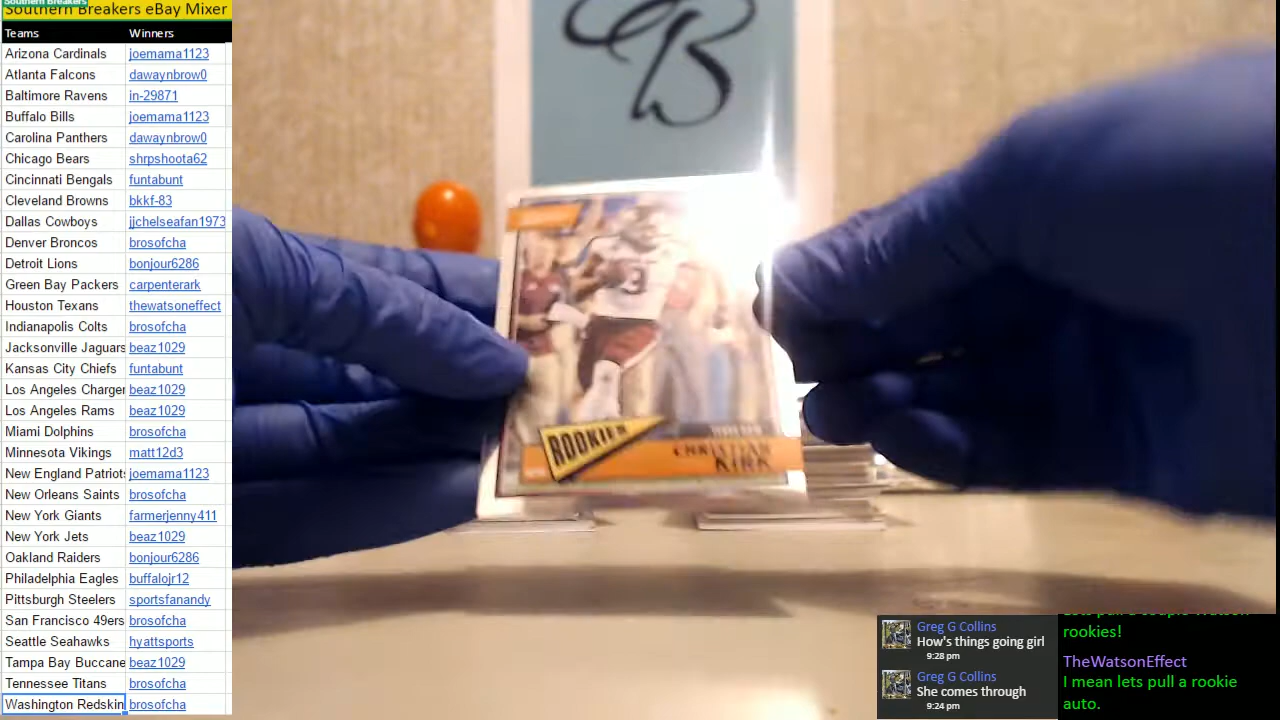 Southern Breakers
Southern Breakers eBay Mixer
Teams Winners
Arizona Cardinals joemama1123
Atlanta Falcons dawaynbrow0
Baltimore Ravens in-29871
Buffalo Bills joemama1123
Carolina Panthers dawaynbrow0
Chicago Bears shrpshoota62
Cincinnati Bengals funtabunt
Cleveland Browns bkkf-83
Dallas Cowboys jjchelseafan1973
Denver Broncos brosofcha
Detroit Lions bonjour6286
Green Bay Packers carpenterark
Houston Texans thewatsoneffect
Indianapolis Colts brosofcha
Jacksonville Jaguars beaz1029
Kansas City Chiefs funtabunt
Los Angeles Charger beaz1029
Los Angeles Rams beaz1029
Miami Dolphins brosofcha
Minnesota Vikings matt12d3
New England Patriots joemama1123
New Orleans Saints brosofcha
New York Giants farmerjenny411
New York Jets beaz1029
Oakland Raiders bonjour6286
Philadelphia Eagles buffalojr12
Pittsburgh Steelers sportsfanandy
San Francisco 49ers brosofcha
Seattle Seahawks hyattsports
Tampa Bay Buccane beaz1029
Tennessee Titans brosofcha
Washington Redskin brosofcha
B
3
ROOKIES
CHRISTIAN
KIRK
Greg G Collins
How's things going girl
9:28 pm
Greg G Collins
She comes through
9:24 pm
rookies!
TheWatsonEffect
I mean lets pull a rookie
auto.